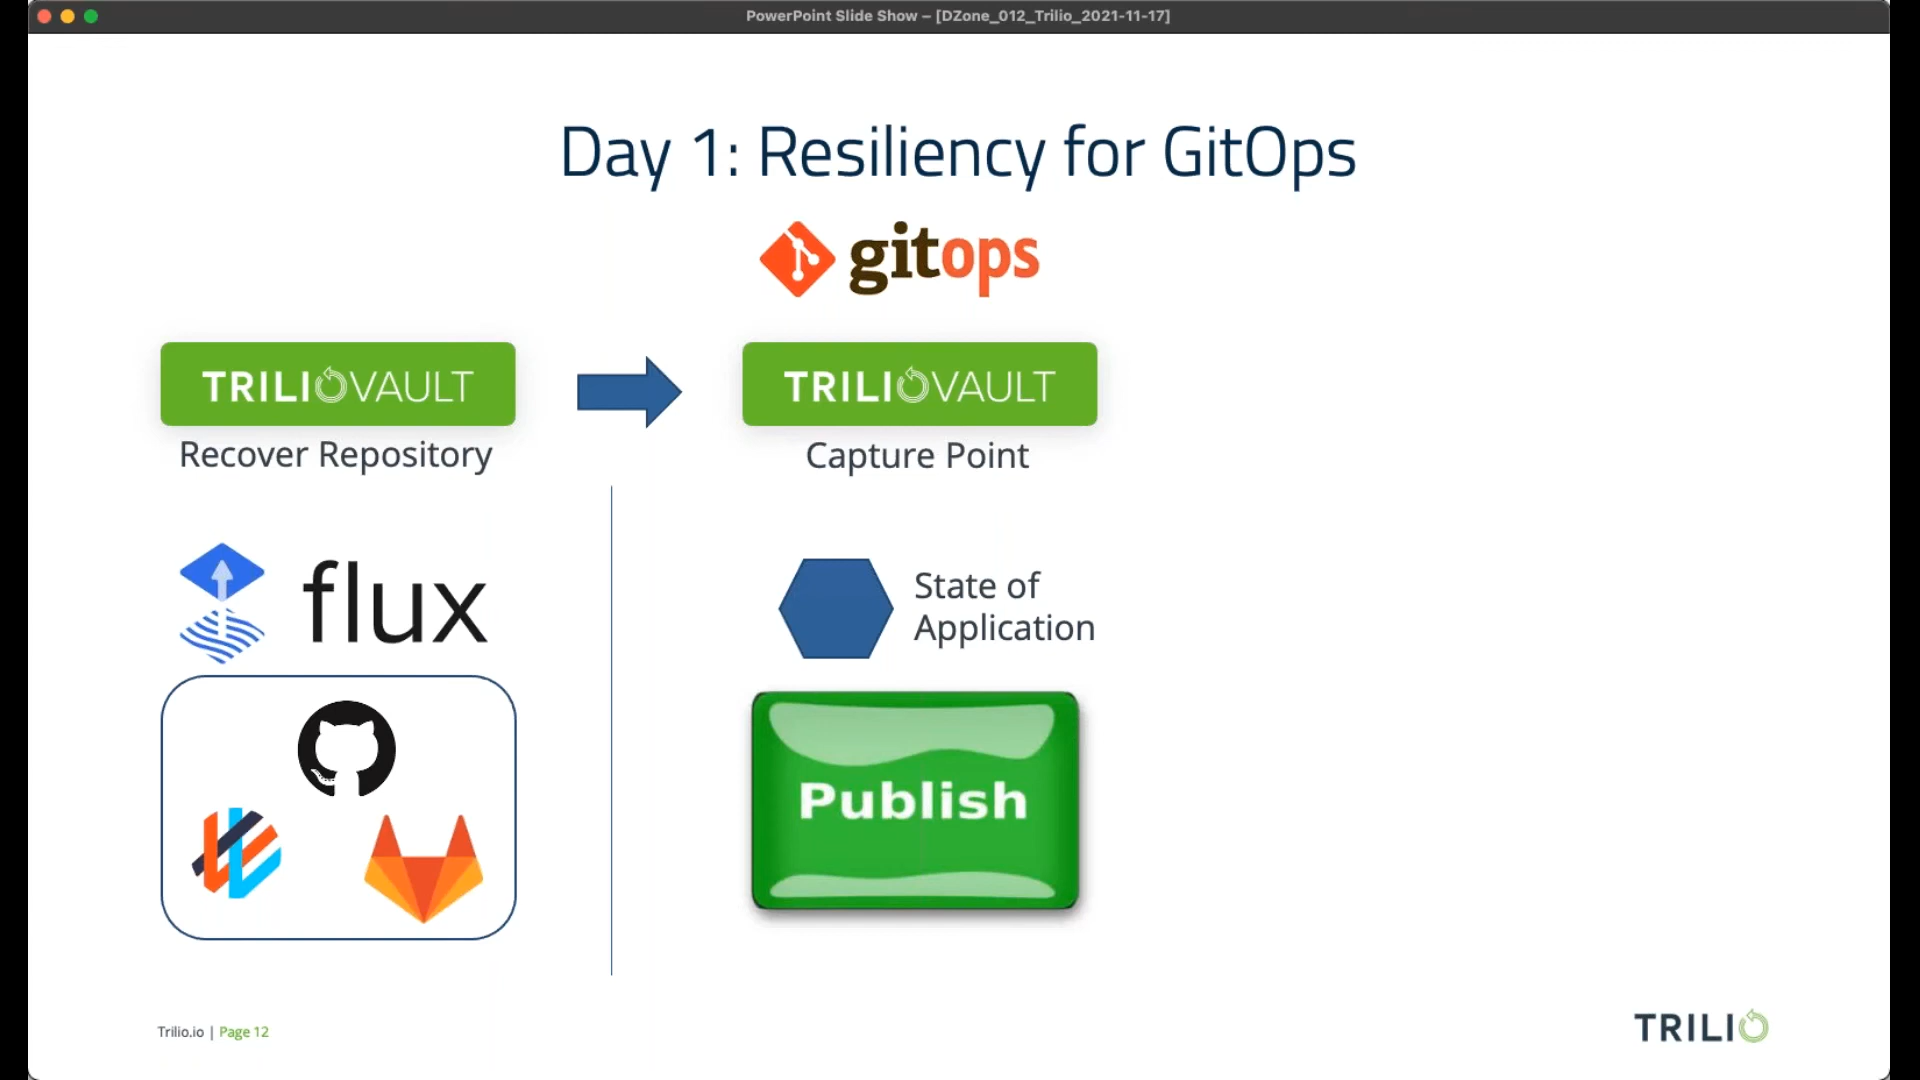 PowerPoint Slide Show – [DZone_012_Trilio_2021-11-17]
Day 1: Resiliency for GitOps
gitops
TRILIOVAULT
TRILIOVAULT
Recover Repository
Capture Point
flux
State of
Application
Publish
Trilio.io | Page 12
TRILIO